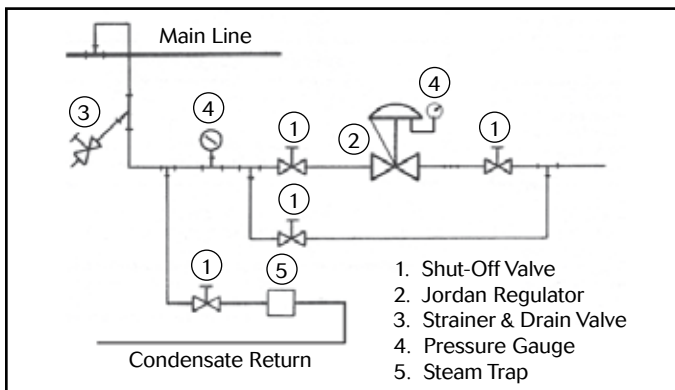 Main Line
3
4
1
2
4
1
1
1
5
1. Shut-Off Valve
2. Jordan Regulator
3. Strainer & Drain Valve
4. Pressure Gauge
5. Steam Trap
Condensate Return